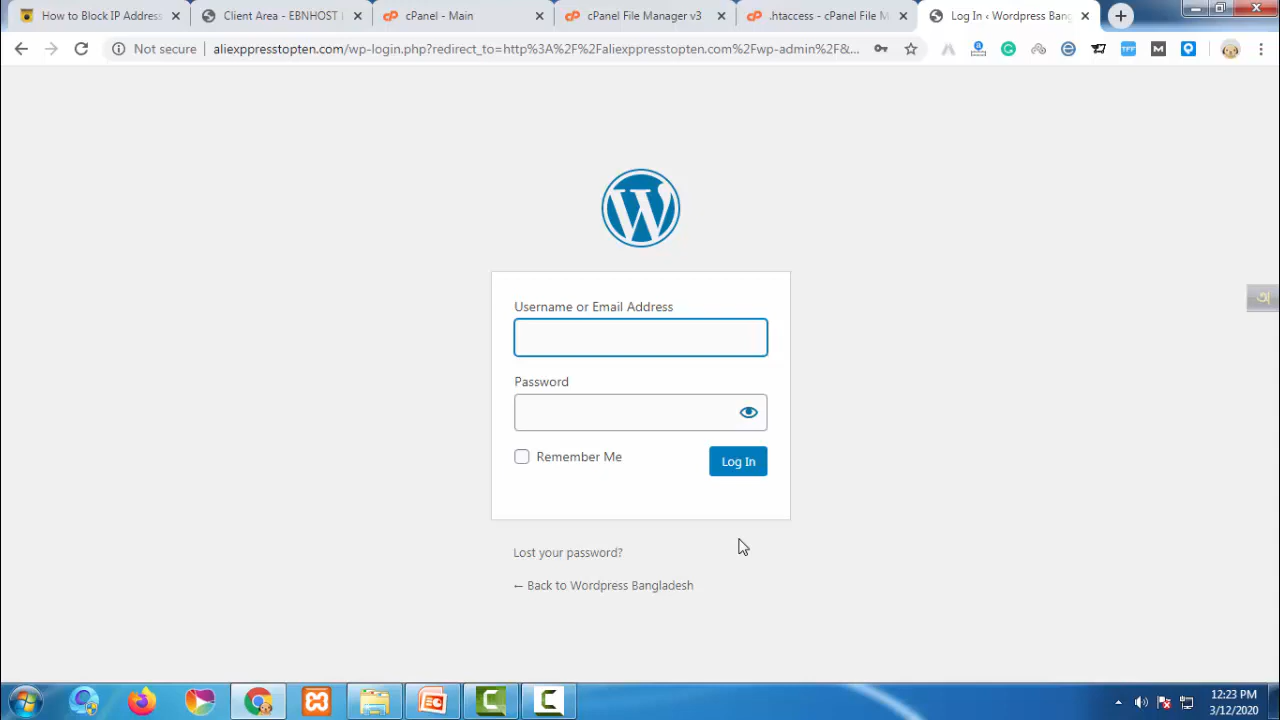 How to Block IP Address
Client Area - EBNHOST
cPanel - Main
cPanel File Manager v3
.htaccess - cPanel File M
Log In ‹ Wordpress Bang
Not secure
aliexppresstopten.com/wp-login.php?redirect_to=http%3A%2F%2Faliexppresstopten.com%2Fwp-admin%2F&...
Username or Email Address
Password
Remember Me
Log In
Lost your password?
← Back to Wordpress Bangladesh
12:23 PM
3/12/2020